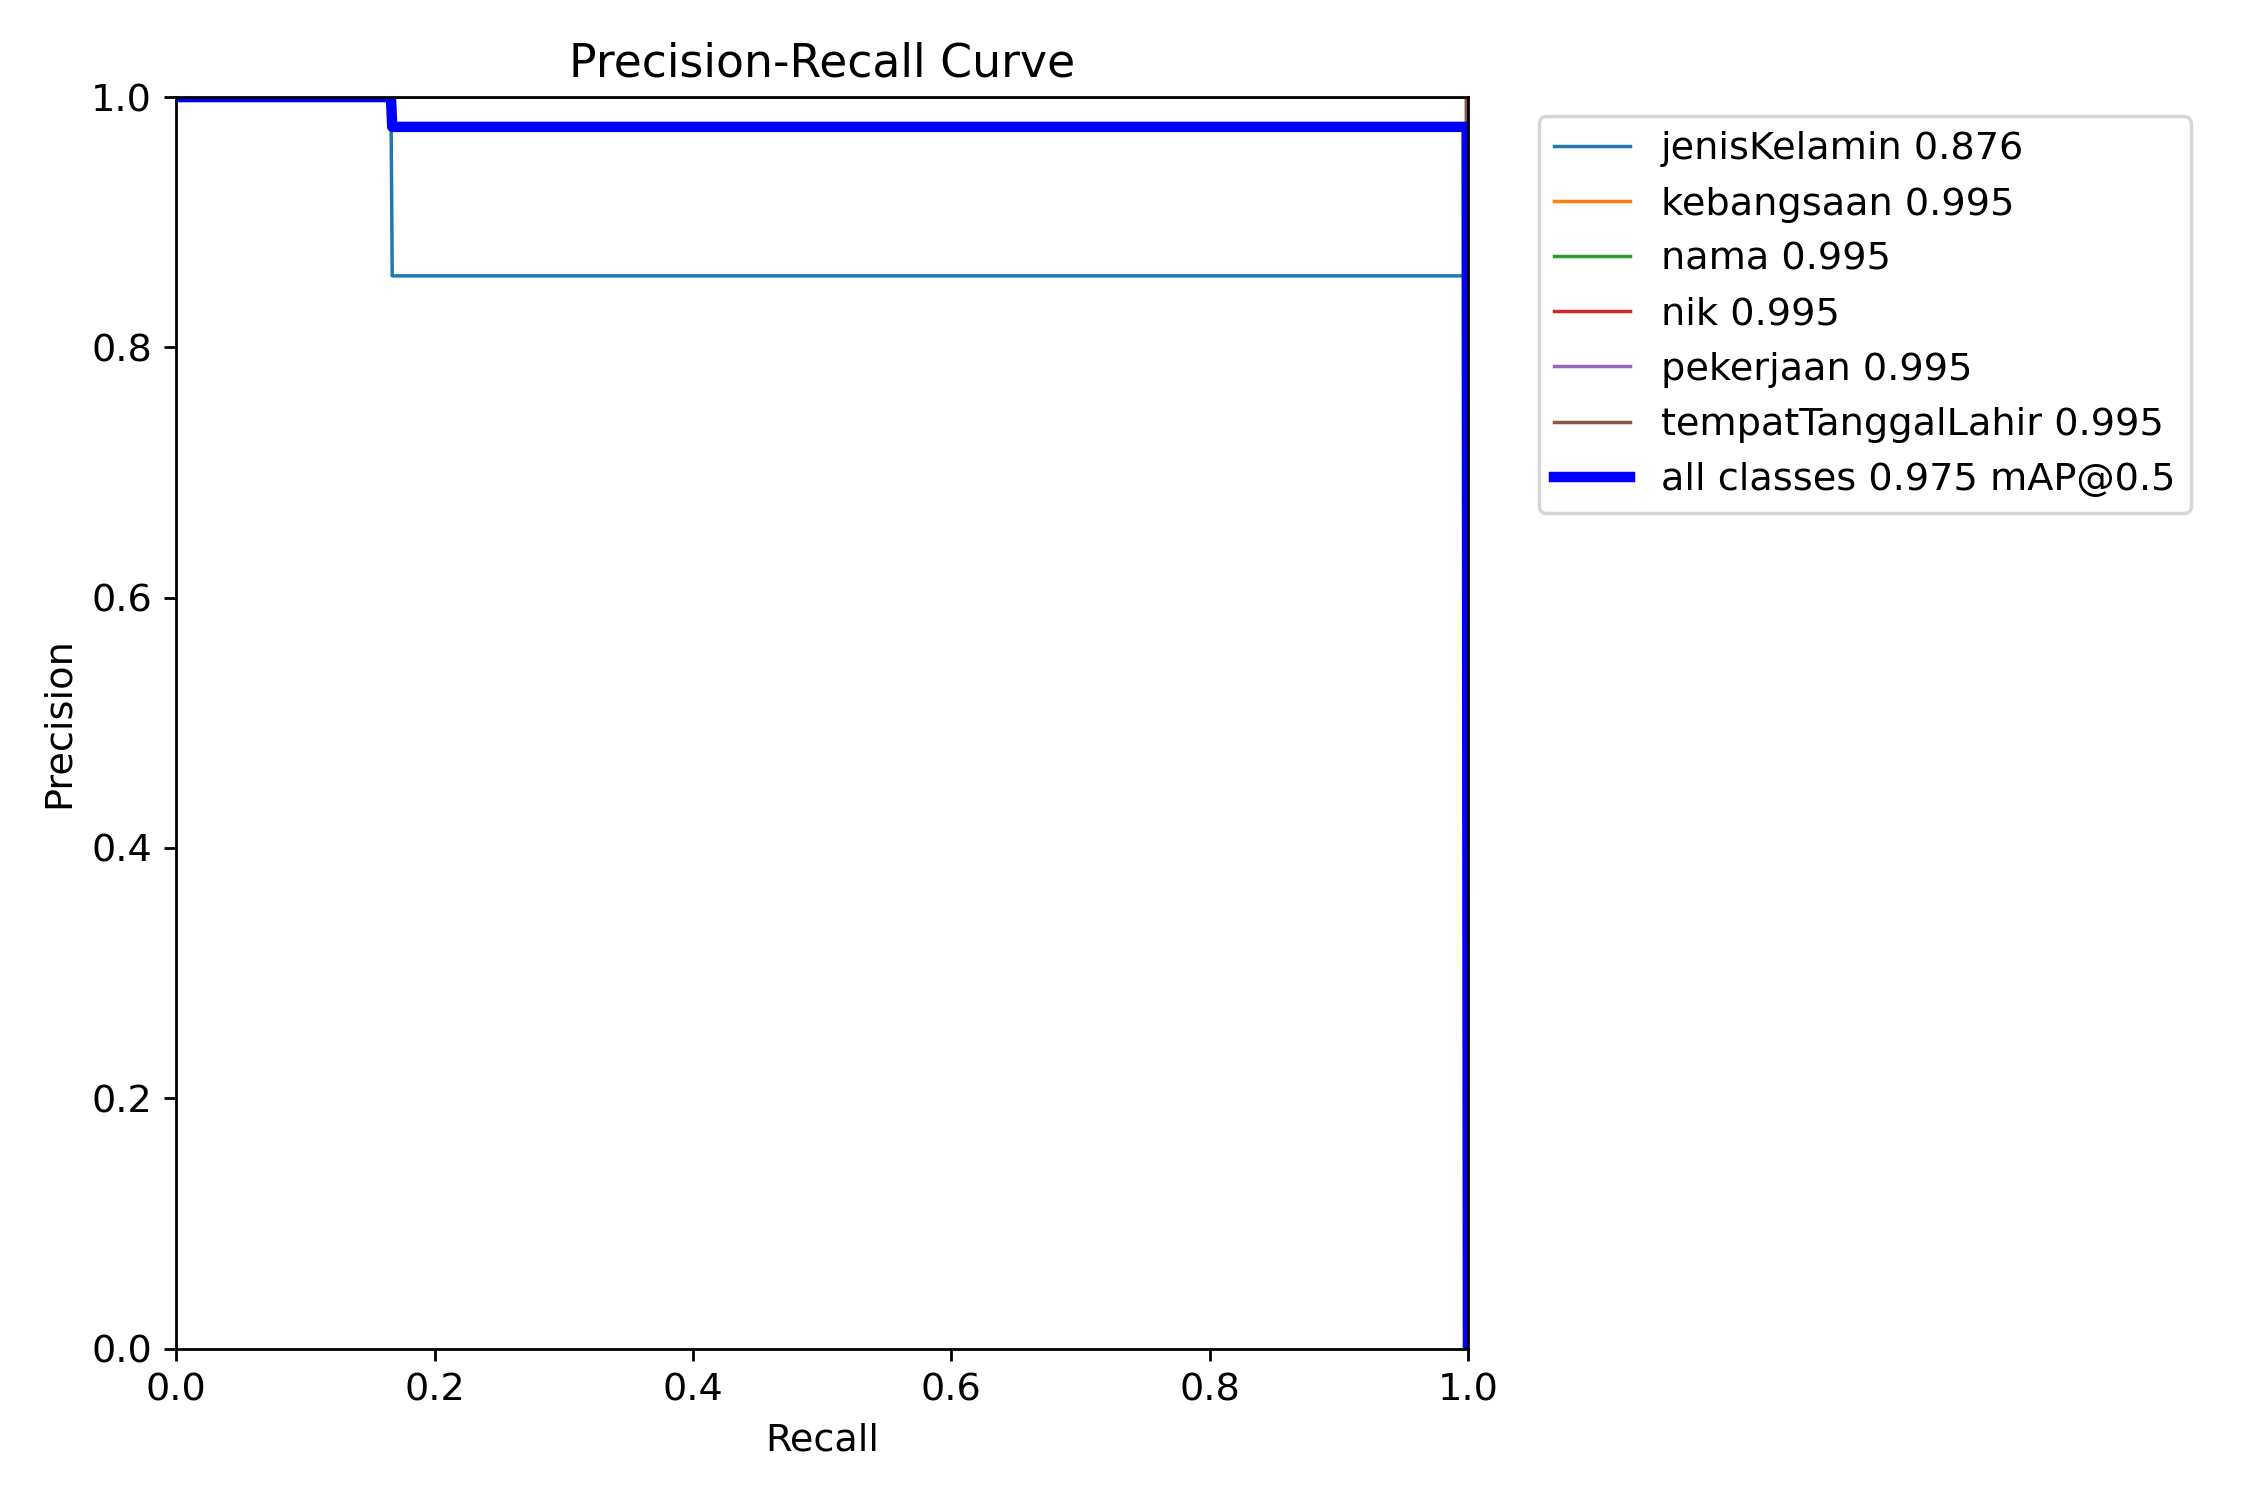 Precision-Recall Curve
1.0
0.8
0.6
0.4
0.2
0.0
Precision
0.0 0.2 0.4 0.6 0.8 1.0
Recall
jenisKelamin 0.876
kebangsaan 0.995
nama 0.995
nik 0.995
pekerjaan 0.995
tempatTanggalLahir 0.995
all classes 0.975 mAP@0.5